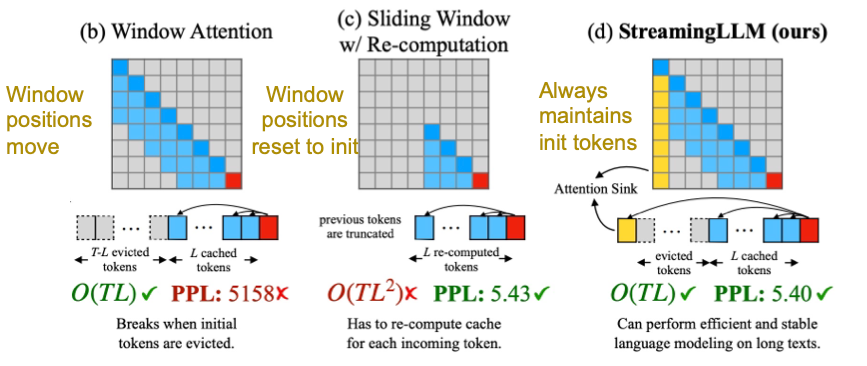 (b) Window Attention
Window
positions
move
T-L evicted
tokens
L cached
tokens
...
...
O(TL) ✓ PPL: 5158✗
Breaks when initial
tokens are evicted.
(c) Sliding Window
w/ Re-computation
Window
positions
reset to init
previous tokens
are truncated
...
L re-computed
tokens
O(TL²)✗ PPL: 5.43✓
Has to re-compute cache
for each incoming token.
(d) StreamingLLM (ours)
Always
maintains
init tokens
Attention Sink
...
...
evicted
tokens
L cached
tokens
O(TL) ✓ PPL: 5.40✓
Can perform efficient and stable
language modeling on long texts.